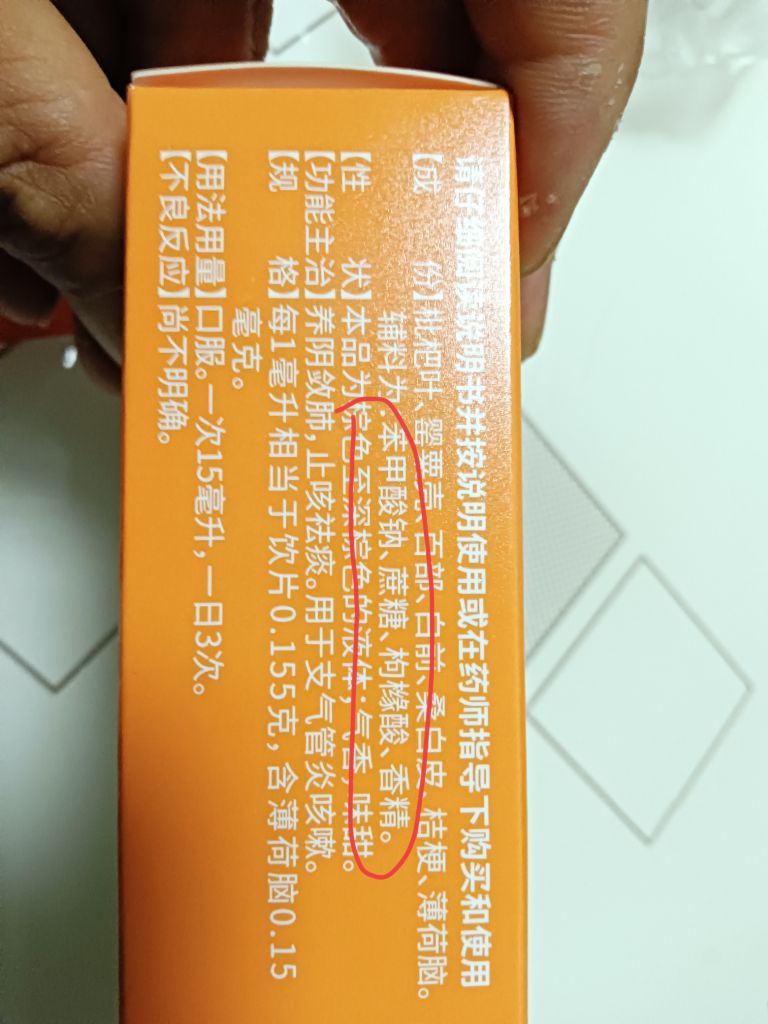 请仔细阅读说明书并按说明使用或在药师指导下购买和使用
【成 份】枇杷叶、罂粟壳、百部、白前、桑白皮、桔梗、薄荷脑。
辅料为苯甲酸钠、蔗糖、枸橼酸、香精。
【性 状】本品为棕色至深棕色的液体；气香，味甜。
【功能主治】养阴敛肺，止咳祛痰。用于支气管炎咳嗽。
【规 格】每1毫升相当于饮片0.155克，含薄荷脑0.15
毫克。
【用法用量】口服。一次15毫升，一日3次。
【不良反应】尚不明确。